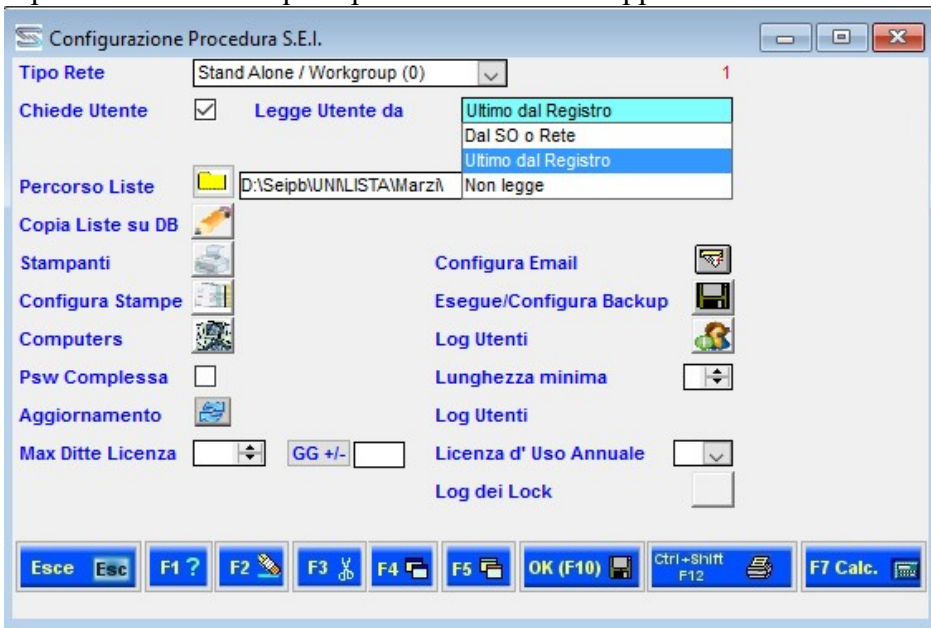 Configurazione Procedura S.E.I.
Tipo Rete Stand Alone / Workgroup (0) 1
Chiede Utente Legge Utente da Ultimo dal Registro
Dal SO o Rete
Ultimo dal Registro
Percorso Liste D:\Seipb\UNI\LISTA\Marzi\ Non legge
Copia Liste su DB
Stampanti Configura Email
Configura Stampe Esegue/Configura Backup
Computers Log Utenti
Psw Complessa Lunghezza minima
Aggiornamento Log Utenti
Max Ditte Licenza GG +/- Licenza d' Uso Annuale
Log dei Lock
Esce Esc F1 ? F2 F3 F4 F5 OK (F10) Ctrl+Shift F12 F7 Calc.